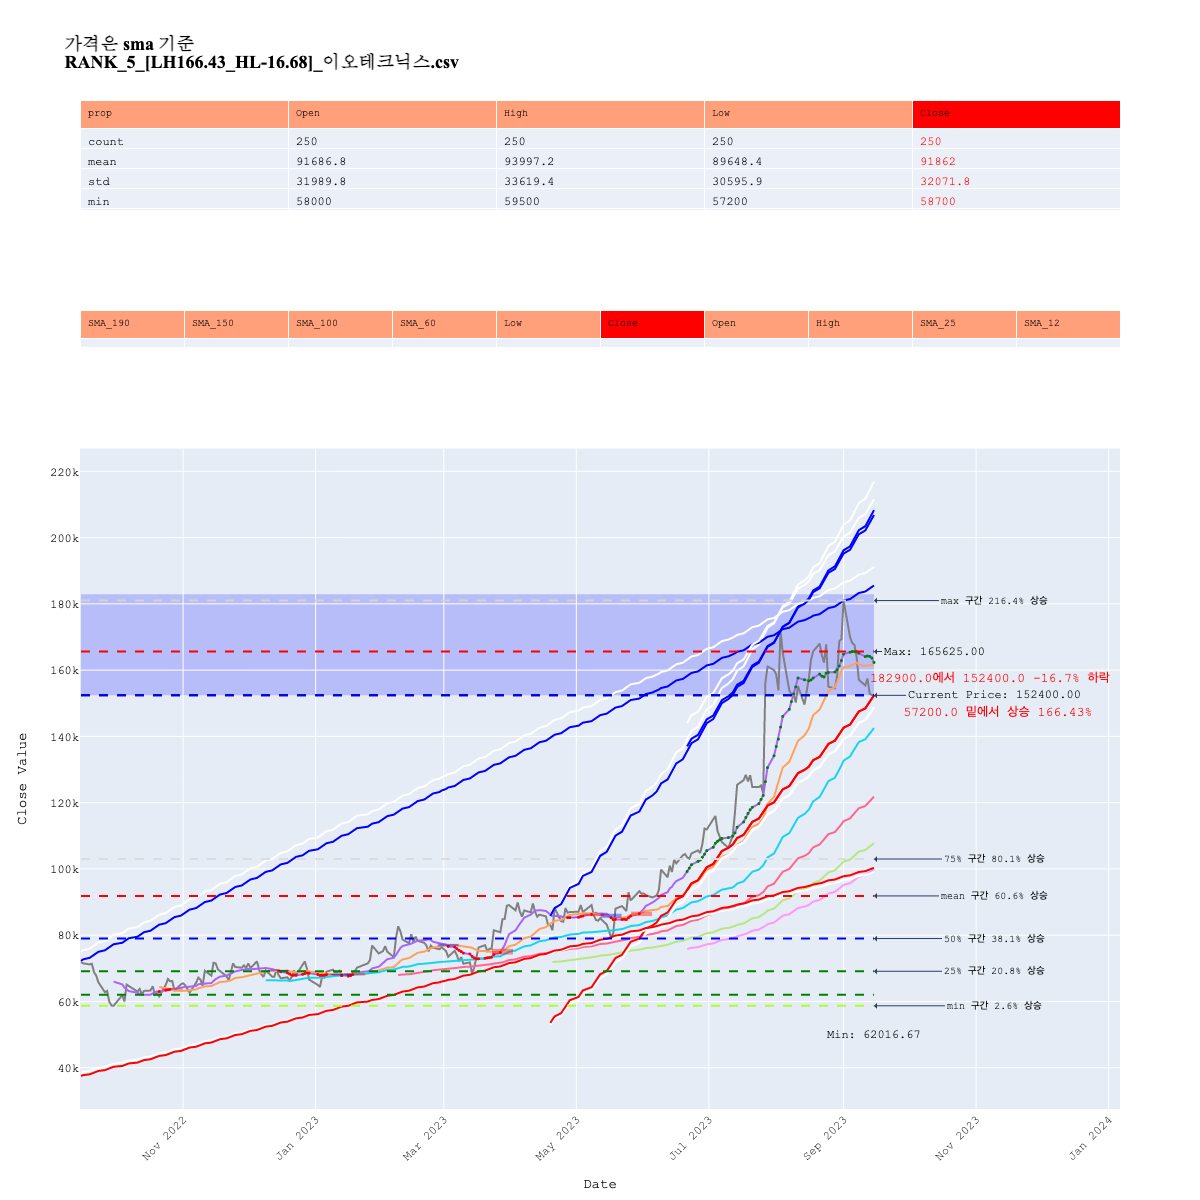 가격은 sma 기준
RANK_5_[LH166.43_HL-16.68]_이오테크닉스.csv
prop Open High Low Close
count 250 250 250 250
mean 91686.8 93997.2 89648.4 91862
std 31989.8 33619.4 30595.9 32071.8
min 58000 59500 57200 58700
SMA_190 SMA_150 SMA_100 SMA_60 Low Close Open High SMA_25 SMA_12
220k
200k
180k
160k
140k
120k
100k
80k
60k
40k
Close Value
max 구간 216.4% 상승
Max: 165625.00
182900.0에서 152400.0 -16.7% 하락
Current Price: 152400.00
57200.0 밑에서 상승 166.43%
75% 구간 80.1% 상승
mean 구간 60.6% 상승
50% 구간 38.1% 상승
25% 구간 20.8% 상승
min 구간 2.6% 상승
Min: 62016.67
Nov 2022 Jan 2023 Mar 2023 May 2023 Jul 2023 Sep 2023 Nov 2023 Jan 2024
Date